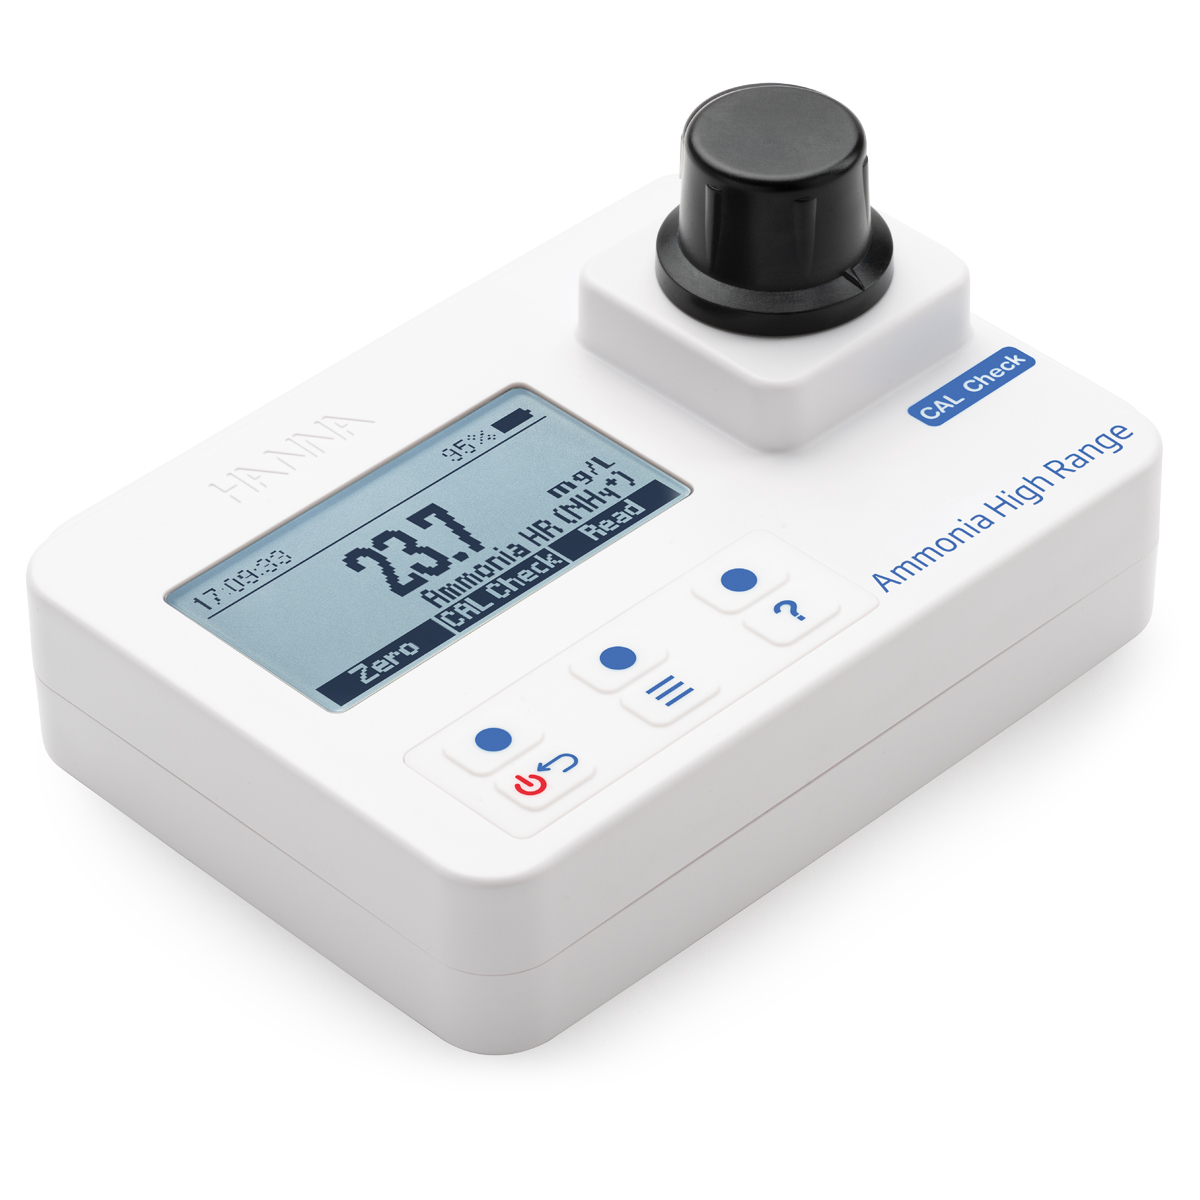 HANNA
17:09:33 95%
23.7 mg/L
Ammonia HR (NH4+)
Zero CAL Check Read
CAL Check
Ammonia High Range
?